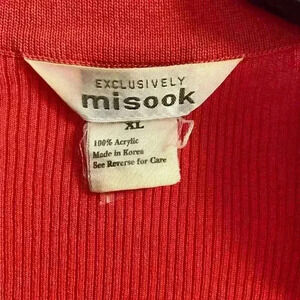 EXCLUSIVELY
misook
XL
100% Acrylic
Made in Korea
See Reverse for Care